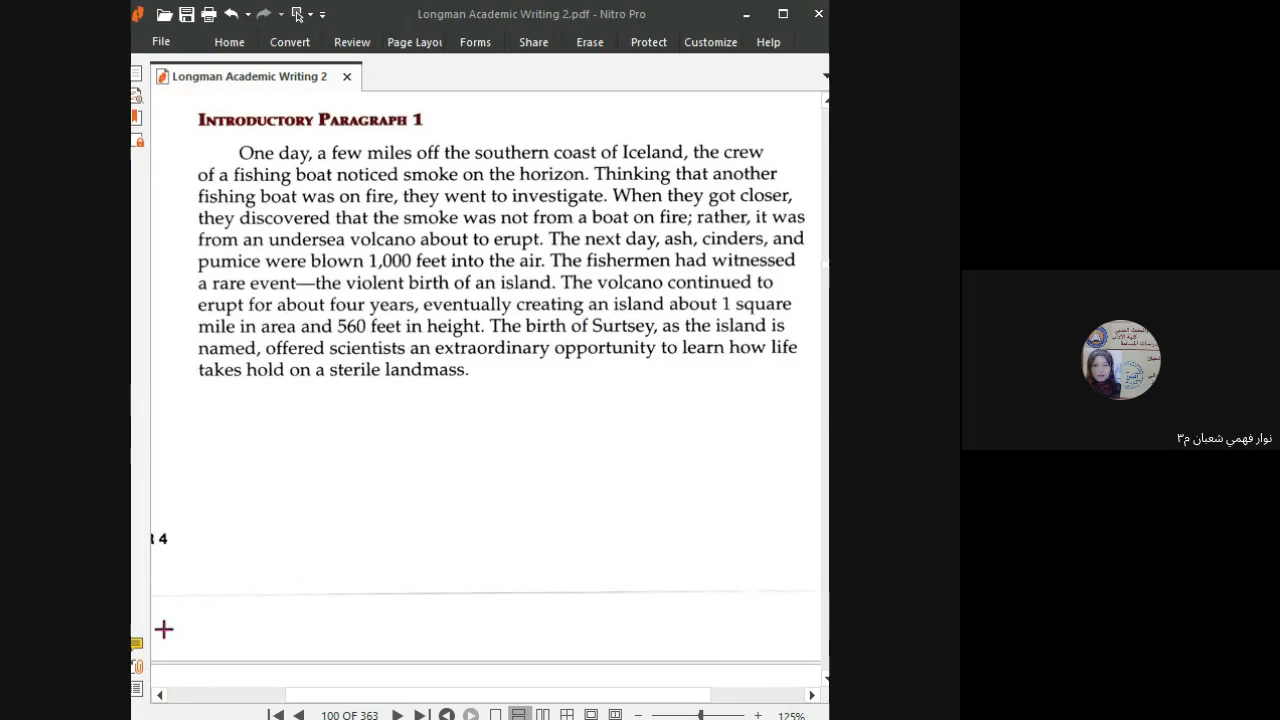 Longman Academic Writing 2.pdf - Nitro Pro
File Home Convert Review Page Layou Forms Share Erase Protect Customize Help
Longman Academic Writing 2
INTRODUCTORY PARAGRAPH 1
One day, a few miles off the southern coast of Iceland, the crew
of a fishing boat noticed smoke on the horizon. Thinking that another
fishing boat was on fire, they went to investigate. When they got closer,
they discovered that the smoke was not from a boat on fire; rather, it was
from an undersea volcano about to erupt. The next day, ash, cinders, and
pumice were blown 1,000 feet into the air. The fishermen had witnessed
a rare event—the violent birth of an island. The volcano continued to
erupt for about four years, eventually creating an island about 1 square
mile in area and 560 feet in height. The birth of Surtsey, as the island is
named, offered scientists an extraordinary opportunity to learn how life
takes hold on a sterile landmass.
R 4
100 OF 363
125%
كلية الآداب
نوار فهمي شعبان م٣